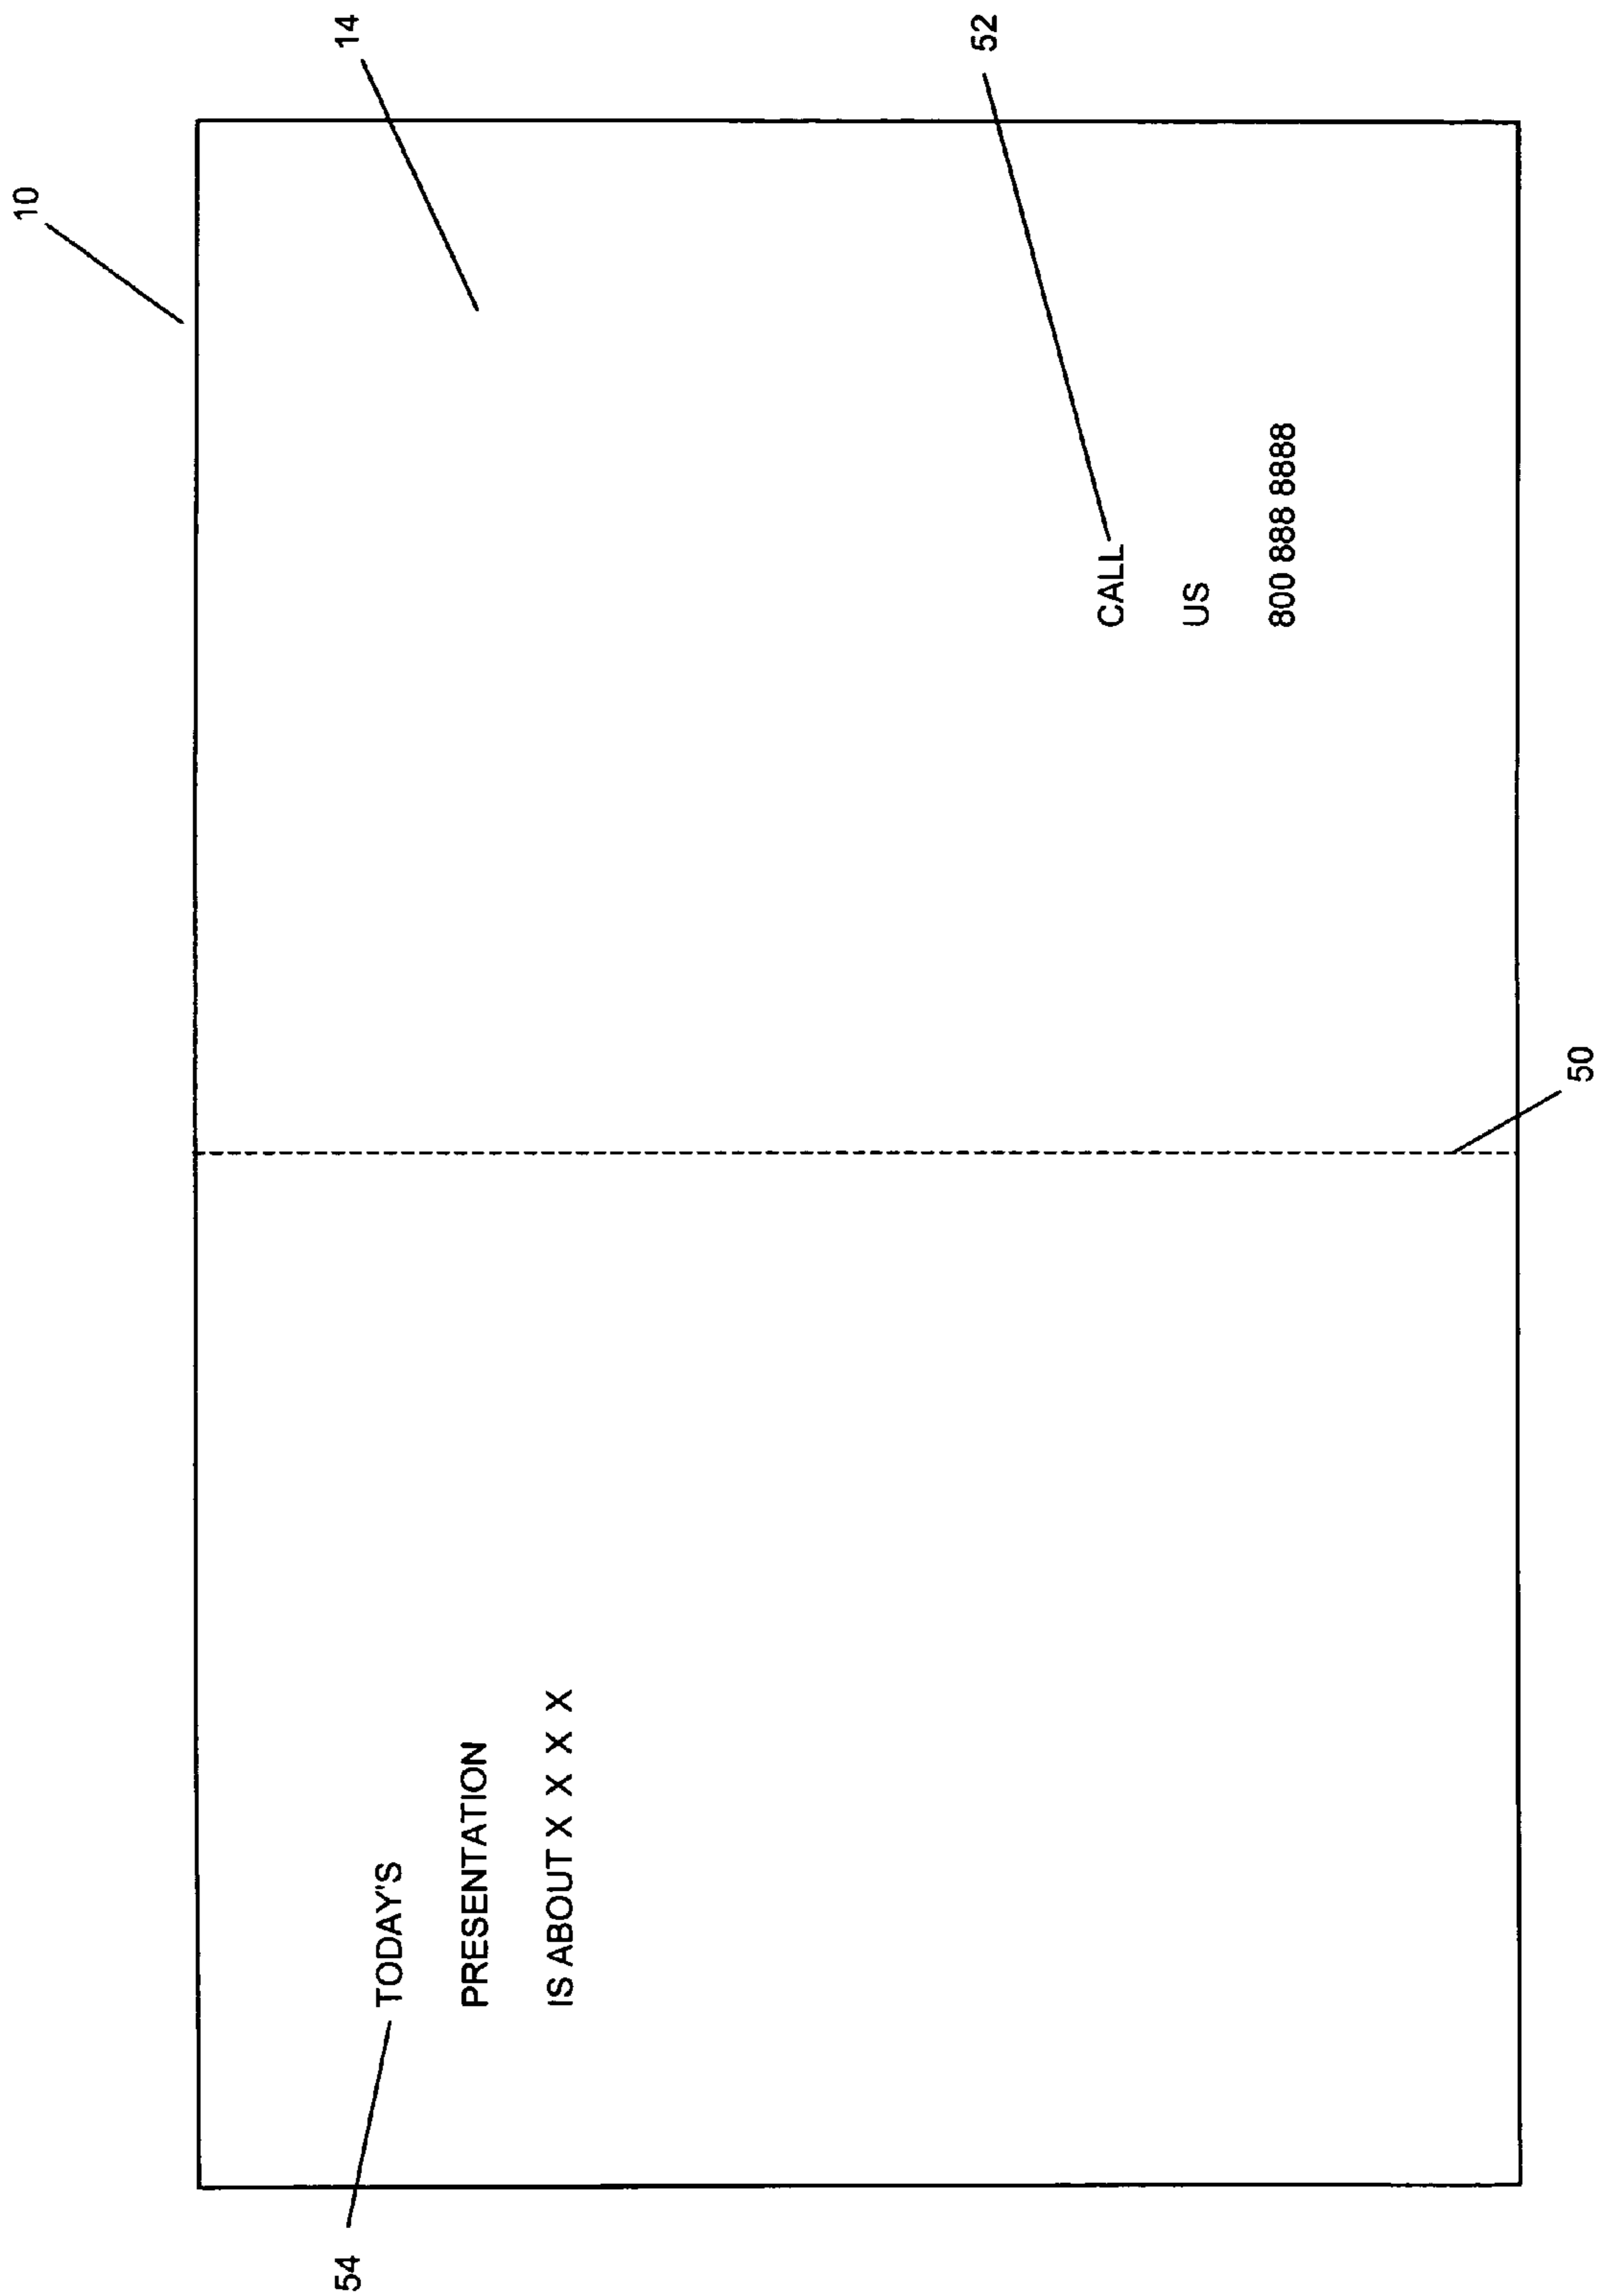 10
14
54
TODAY'S
PRESENTATION
IS ABOUT X X X X
52
CALL
US
800 888 8888
50